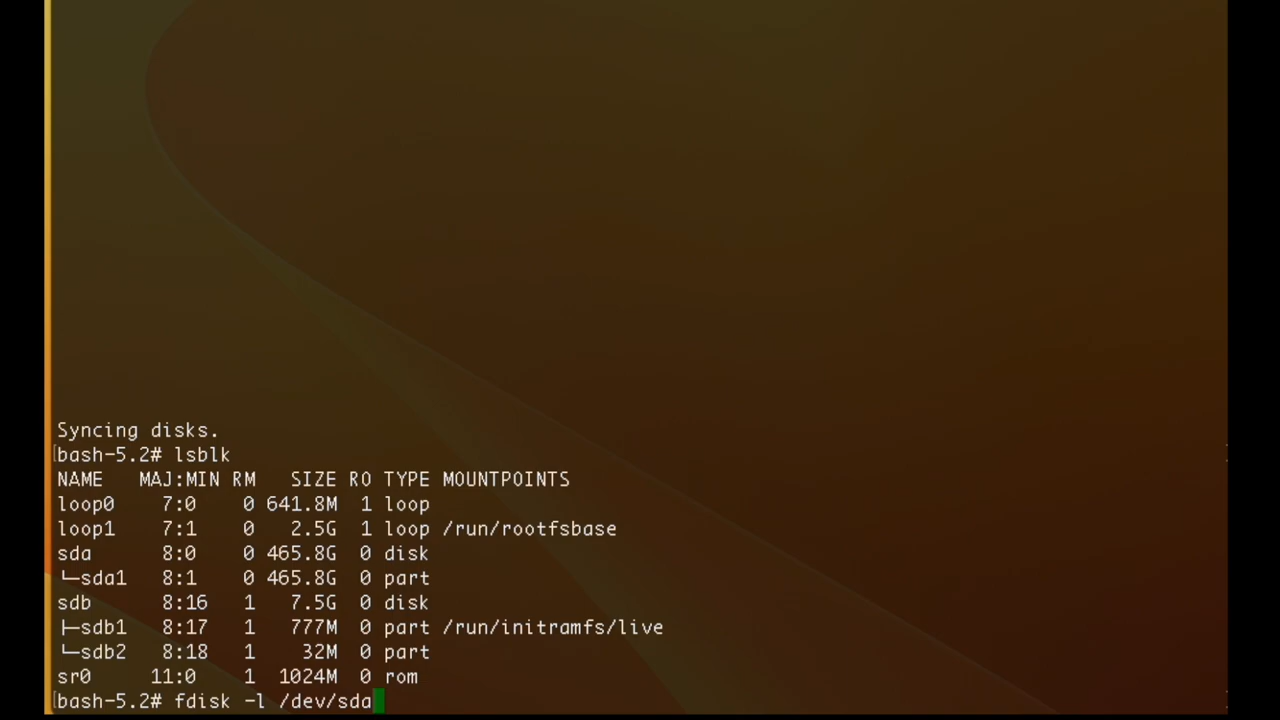 Syncing disks.
[bash-5.2# lsblk
NAME   MAJ:MIN RM   SIZE RO TYPE MOUNTPOINTS
loop0    7:0    0 641.8M  1 loop
loop1    7:1    0   2.5G  1 loop /run/rootfsbase
sda      8:0    0 465.8G  0 disk
└─sda1   8:1    0 465.8G  0 part
sdb      8:16   1   7.5G  0 disk
├─sdb1   8:17   1   777M  0 part /run/initramfs/live
└─sdb2   8:18   1    32M  0 part
sr0     11:0    1  1024M  0 rom
[bash-5.2# fdisk -l /dev/sda